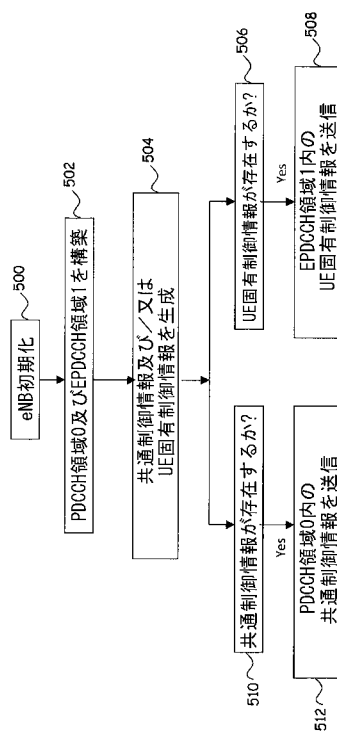 eNB初期化
500
PDCCH領域0及びEPDCCH領域1を構築
502
共通制御情報及び／又は
UE固有制御情報を生成
504
共通制御情報が存在するか?
510
UE固有制御情報が存在するか?
506
Yes
Yes
PDCCH領域0内の
共通制御情報を送信
512
EPDCCH領域1内の
UE固有制御情報を送信
508